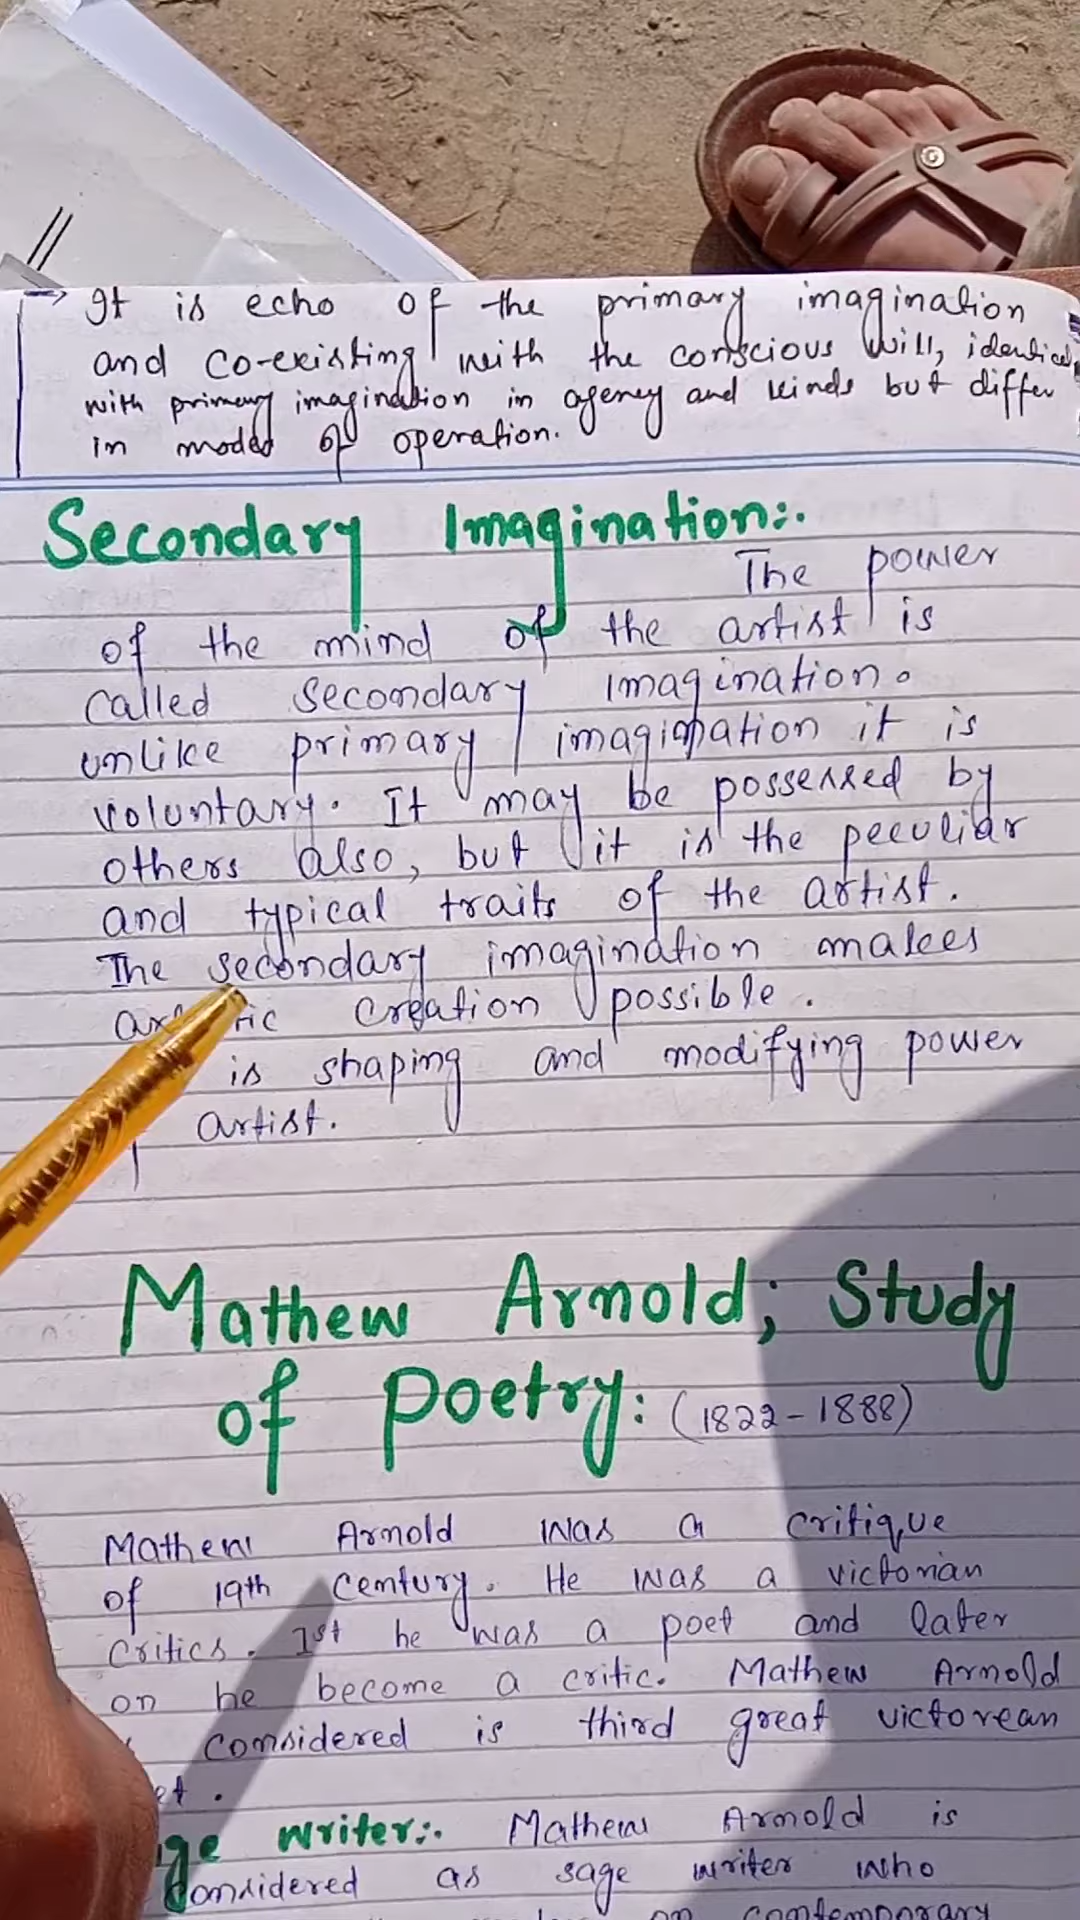 → It is echo of the primary imagination
and co-existing with the conscious will, identical
with primary imagination in agency and kinds but differ
in modes of operation.
Secondary Imagination:.
The power
of the mind of the artist is
called secondary imagination.
unlike primary imagination it is
voluntary. It may be possessed by
others also, but it is the peculiar
and typical traits of the artist.
The secondary imagination makes
creation possible.
is shaping and modifying power
artist.
Mathew Arnold; Study
of Poetry: (1822-1888)
Mathew Arnold was a critique
of 19th century. He was a victorian
critics. 1st he was a poet and later
on he become a critic. Mathew Arnold
considered is third great victorean
writer:. Mathew Arnold is
considered as sage writer who
on contemporary